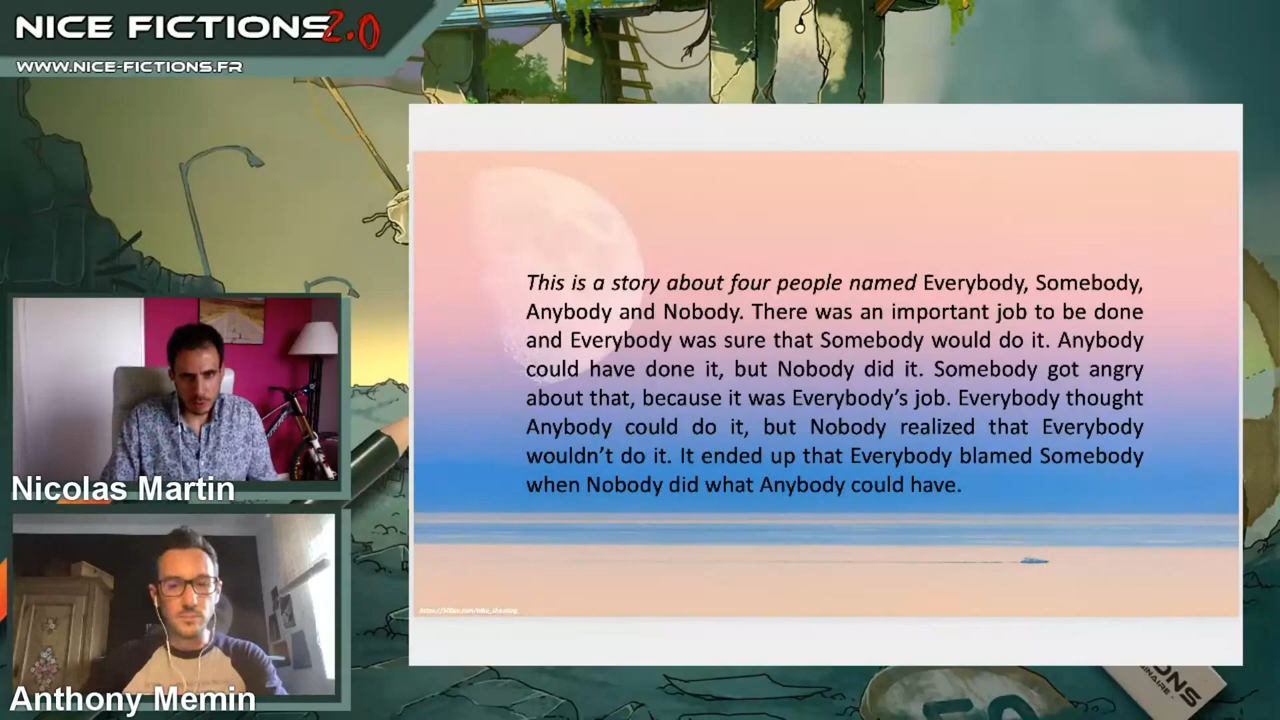 NICE FICTIONS 2.0
WWW.NICE-FICTIONS.FR
This is a story about four people named Everybody, Somebody,
Anybody and Nobody. There was an important job to be done
and Everybody was sure that Somebody would do it. Anybody
could have done it, but Nobody did it. Somebody got angry
about that, because it was Everybody's job. Everybody thought
Anybody could do it, but Nobody realized that Everybody
wouldn't do it. It ended up that Everybody blamed Somebody
when Nobody did what Anybody could have.
Nicolas Martin
Anthony Memin